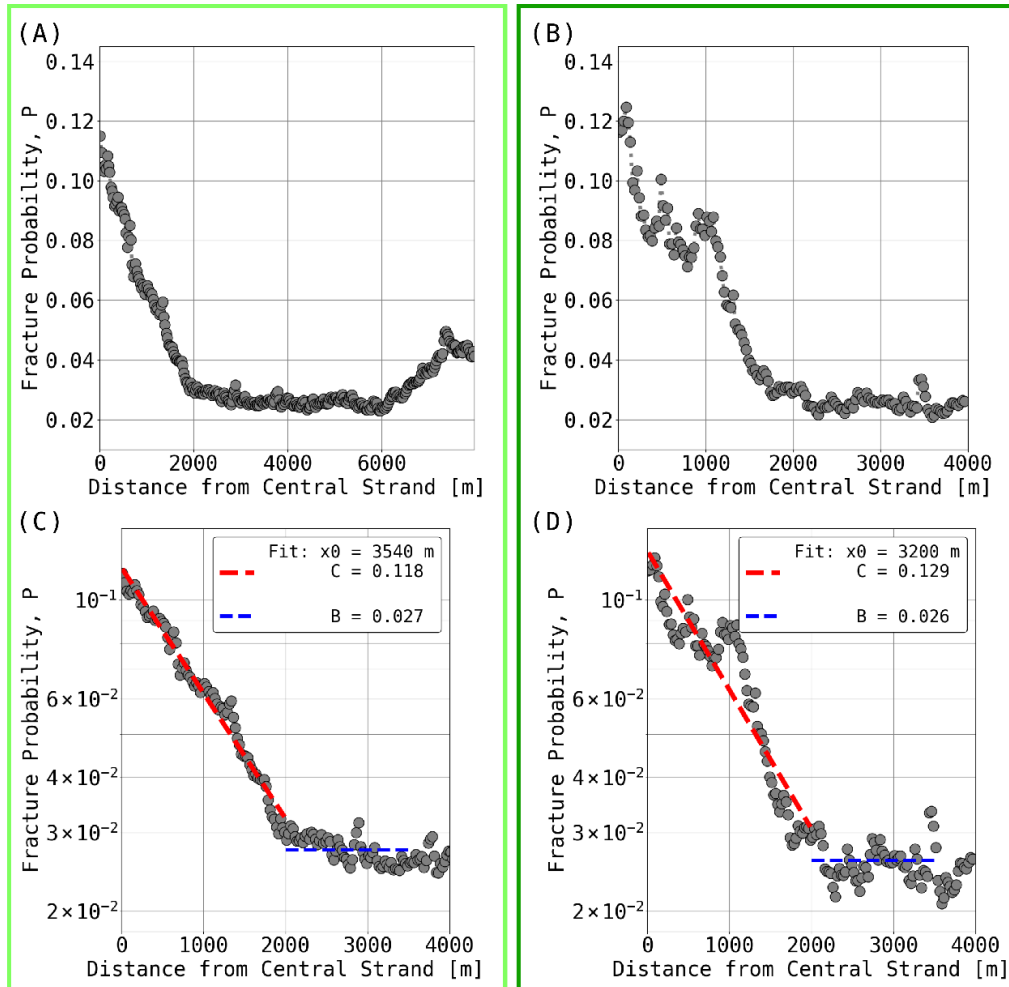 (A)
0.14
0.12
0.10
0.08
0.06
0.04
0.02
Fracture Probability, P
0 2000 4000 6000
Distance from Central Strand [m]
(B)
0.14
0.12
0.10
0.08
0.06
0.04
0.02
Fracture Probability, P
0 1000 2000 3000 4000
Distance from Central Strand [m]
(C)
Fit: x0 = 3540 m
C = 0.118
B = 0.027
10⁻¹
6×10⁻²
4×10⁻²
3×10⁻²
2×10⁻²
Fracture Probability, P
0 1000 2000 3000 4000
Distance from Central Strand [m]
(D)
Fit: x0 = 3200 m
C = 0.129
B = 0.026
10⁻¹
6×10⁻²
4×10⁻²
3×10⁻²
2×10⁻²
Fracture Probability, P
0 1000 2000 3000 4000
Distance from Central Strand [m]